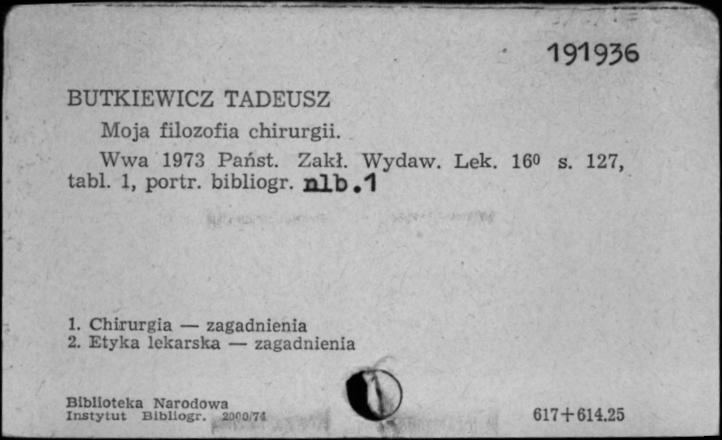 191936
BUTKIEWICZ TADEUSZ
Moja filozofia chirurgii.
Wwa 1973 Państ. Zakł. Wydaw. Lek. 16⁰ s. 127,
tabl. 1, portr. bibliogr. nlb.1
1. Chirurgia — zagadnienia
2. Etyka lekarska — zagadnienia
Biblioteka Narodowa
Instytut Bibliogr. 2000/74
617+614.25